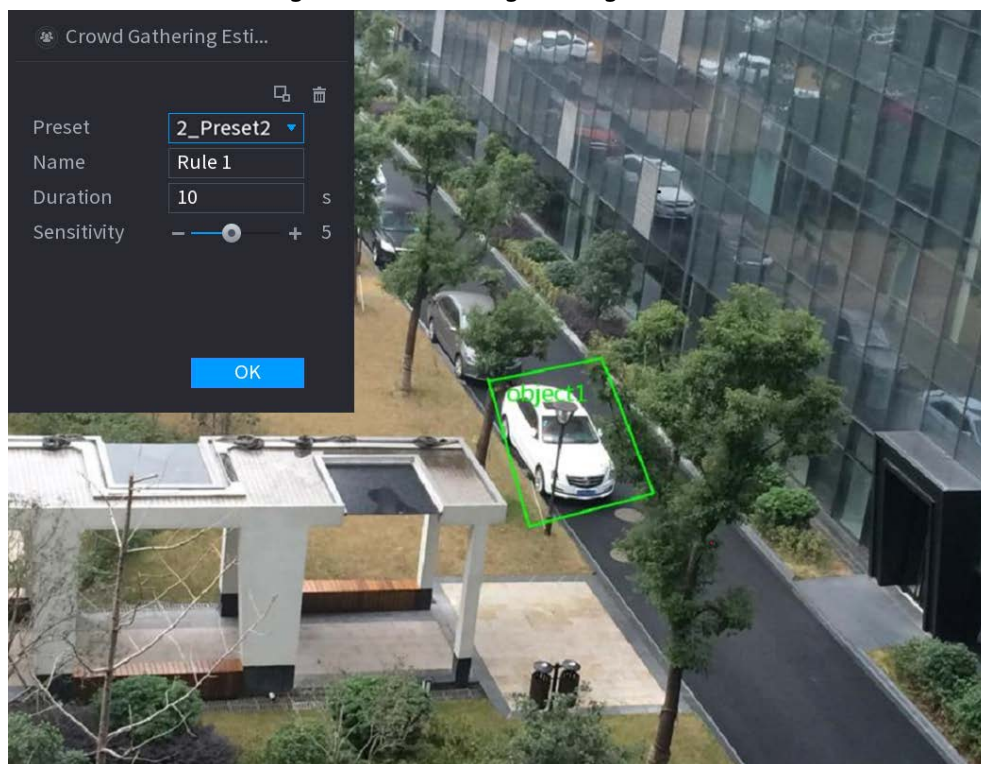 Crowd Gathering Esti...
Preset 2_Preset2
Name Rule 1
Duration 10 s
Sensitivity - + 5
OK
object1